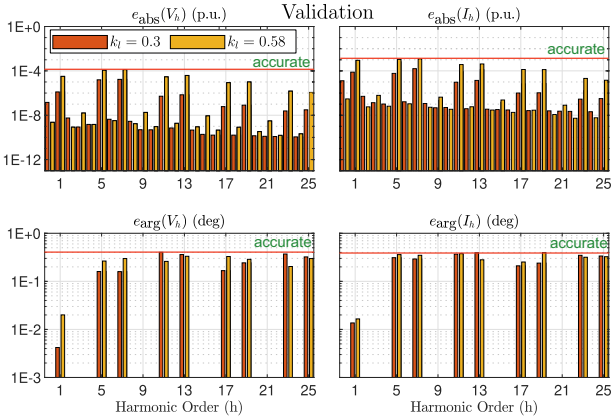 e_abs(V_h) (p.u.) Validation e_abs(I_h) (p.u.)
1E+0
1E-4
1E-8
1E-12
k_l = 0.3 k_l = 0.58
accurate
accurate
1 5 9 13 17 21 25
1 5 9 13 17 21 25
e_arg(V_h) (deg) e_arg(I_h) (deg)
1E+0
1E-1
1E-2
1E-3
accurate
accurate
1 5 9 13 17 21 25
1 5 9 13 17 21 25
Harmonic Order (h) Harmonic Order (h)